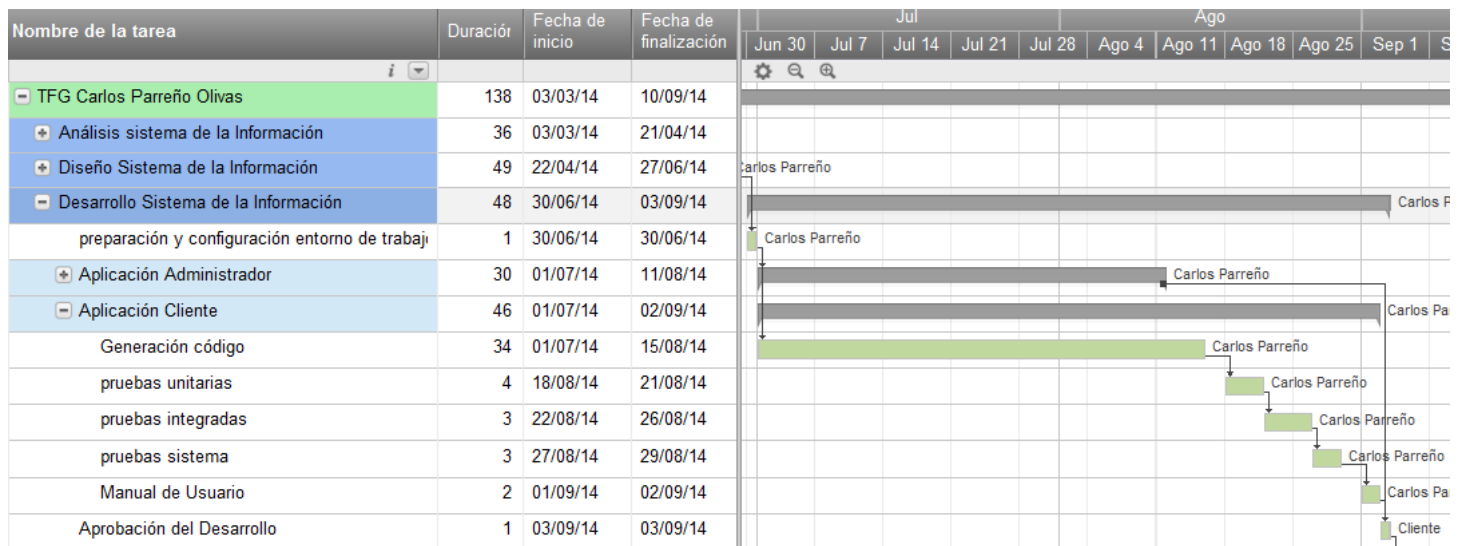 Nombre de la tarea Duración Fecha de inicio Fecha de finalización Jul Ago
Jun 30 Jul 7 Jul 14 Jul 21 Jul 28 Ago 4 Ago 11 Ago 18 Ago 25 Sep 1 S
i
TFG Carlos Parreño Olivas 138 03/03/14 10/09/14
Análisis sistema de la Información 36 03/03/14 21/04/14
Diseño Sistema de la Información 49 22/04/14 27/06/14 Carlos Parreño
Desarrollo Sistema de la Información 48 30/06/14 03/09/14 Carlos P
preparación y configuración entorno de trabaj 1 30/06/14 30/06/14 Carlos Parreño
Aplicación Administrador 30 01/07/14 11/08/14 Carlos Parreño
Aplicación Cliente 46 01/07/14 02/09/14 Carlos Pa
Generación código 34 01/07/14 15/08/14 Carlos Parreño
pruebas unitarias 4 18/08/14 21/08/14 Carlos Parreño
pruebas integradas 3 22/08/14 26/08/14 Carlos Parreño
pruebas sistema 3 27/08/14 29/08/14 Carlos Parreño
Manual de Usuario 2 01/09/14 02/09/14 Carlos Pa
Aprobación del Desarrollo 1 03/09/14 03/09/14 Cliente